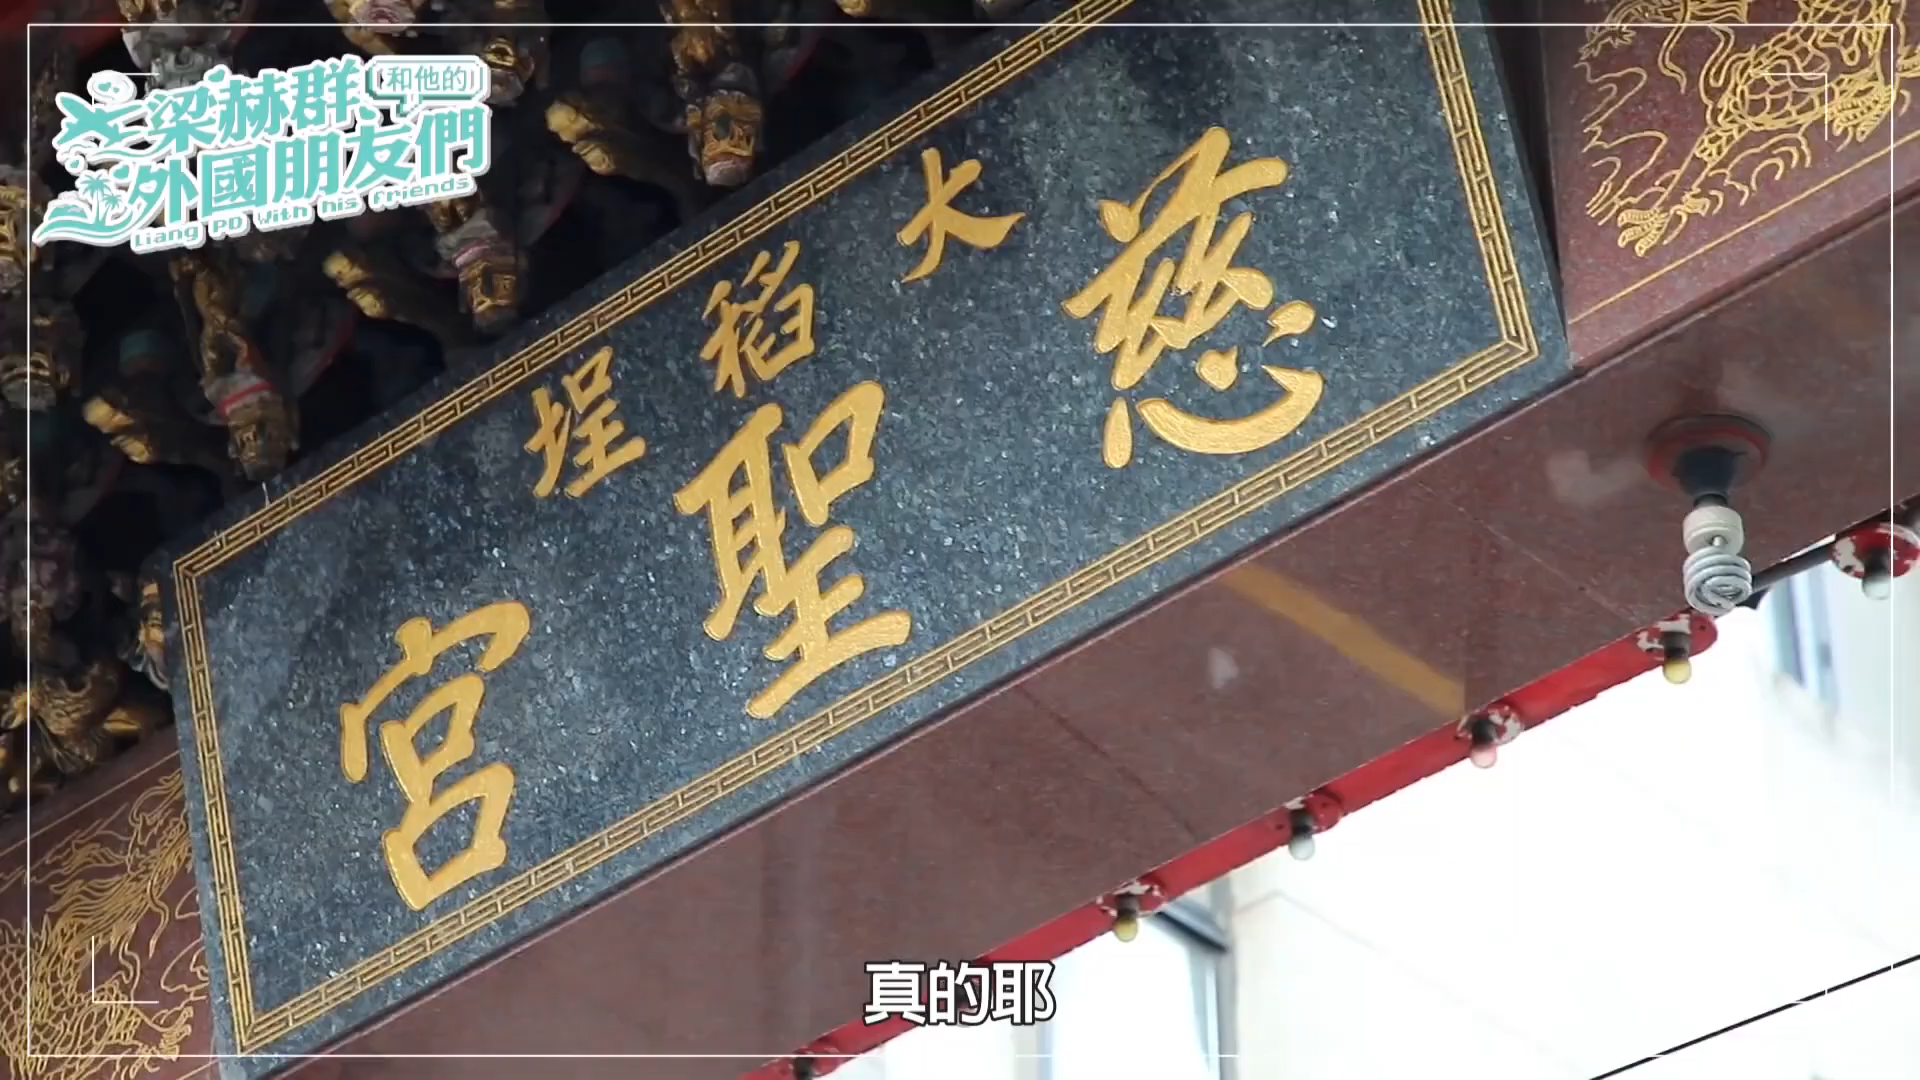 梁赫群和他的
外國朋友們
Liang PD With his friends
大稻埕
慈聖宮
真的耶